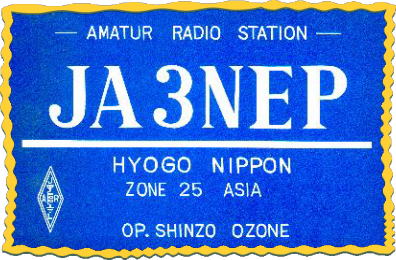 — AMATUR RADIO STATION —
JA3NEP
HYOGO NIPPON
ZONE 25 ASIA
OP. SHINZO OZONE